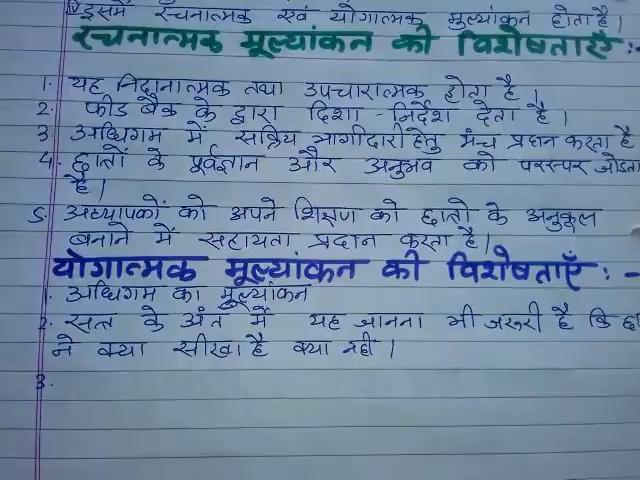 इसमें रचनात्मक एवं योगात्मक मुल्यांकन होता है।
रचनात्मक मूल्यांकन की विशेषताएँ :-
1. यह निदानात्मक तथा उपचारात्मक होता है।
2. फीड बैक के द्वारा दिशा - निर्देश देता है।
3 अधिगम में सक्रिय भागीदारी हेतु मंच प्रधान करता है
4. छात्रों के पूर्वज्ञान और अनुभव को परस्पर जोडता
है।
5. अध्यापकों को अपने शिक्षण को छात्रो के अनुकूल
बनाने में सहायता प्रदान करता है।
योगात्मक मूल्यांकन की विशेषताएँ : -
1. अधिगम का मूल्यांकन
2. सत्र के अंत में यह जानना भी जरूरी है कि
ने क्या सीखा है क्या नहीं।
3.